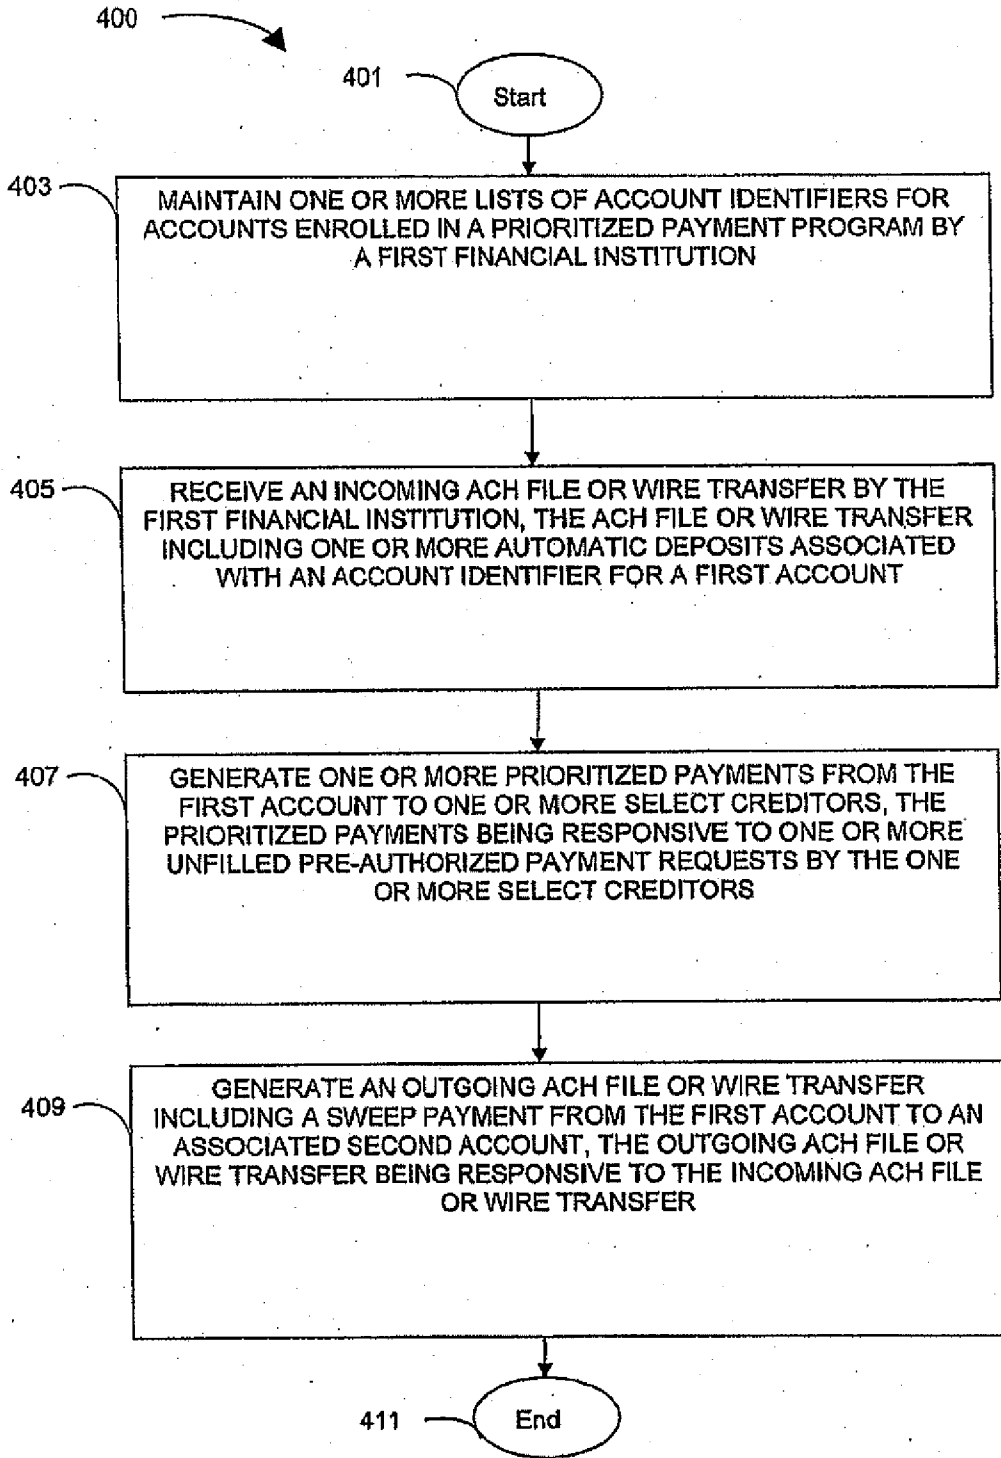 400
401
Start
403
MAINTAIN ONE OR MORE LISTS OF ACCOUNT IDENTIFIERS FOR
ACCOUNTS ENROLLED IN A PRIORITIZED PAYMENT PROGRAM BY
A FIRST FINANCIAL INSTITUTION
405
RECEIVE AN INCOMING ACH FILE OR WIRE TRANSFER BY THE
FIRST FINANCIAL INSTITUTION, THE ACH FILE OR WIRE TRANSFER
INCLUDING ONE OR MORE AUTOMATIC DEPOSITS ASSOCIATED
WITH AN ACCOUNT IDENTIFIER FOR A FIRST ACCOUNT
407
GENERATE ONE OR MORE PRIORITIZED PAYMENTS FROM THE
FIRST ACCOUNT TO ONE OR MORE SELECT CREDITORS, THE
PRIORITIZED PAYMENTS BEING RESPONSIVE TO ONE OR MORE
UNFILLED PRE-AUTHORIZED PAYMENT REQUESTS BY THE ONE
OR MORE SELECT CREDITORS
409
GENERATE AN OUTGOING ACH FILE OR WIRE TRANSFER
INCLUDING A SWEEP PAYMENT FROM THE FIRST ACCOUNT TO AN
ASSOCIATED SECOND ACCOUNT, THE OUTGOING ACH FILE OR
WIRE TRANSFER BEING RESPONSIVE TO THE INCOMING ACH FILE
OR WIRE TRANSFER
411
End